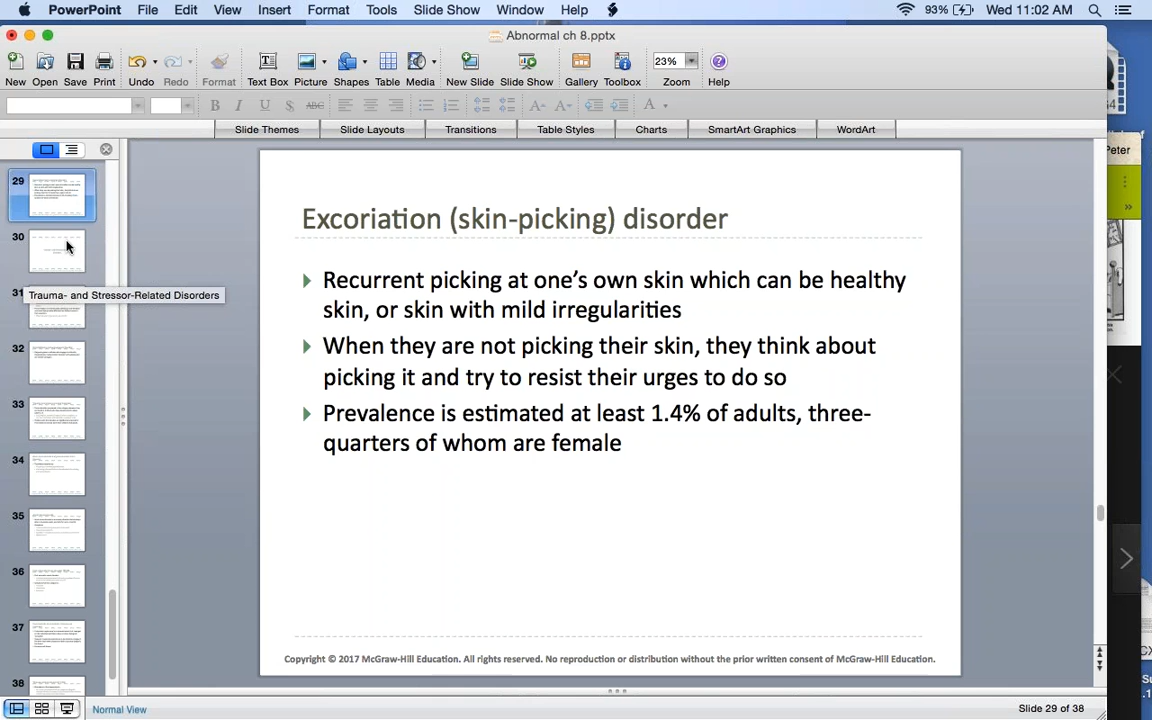 PowerPoint File Edit View Insert Format Tools Slide Show Window Help 93% Wed 11:02 AM
Abnormal ch 8.pptx
New Open Save Print Undo Redo Format Text Box Picture Shapes Table Media New Slide Slide Show Gallery Toolbox 23% Zoom Help
B I U S ABC A A A
Slide Themes Slide Layouts Transitions Table Styles Charts SmartArt Graphics WordArt
Peter
29
30
Trauma- and Stressor-Related Disorders
31
32
33
34
35
36
37
38
Excoriation (skin-picking) disorder
Recurrent picking at one’s own skin which can be healthy
skin, or skin with mild irregularities
When they are not picking their skin, they think about
picking it and try to resist their urges to do so
Prevalence is estimated at least 1.4% of adults, three-
quarters of whom are female
Copyright © 2017 McGraw-Hill Education. All rights reserved. No reproduction or distribution without the prior written consent of McGraw-Hill Education.
Normal View
Slide 29 of 38